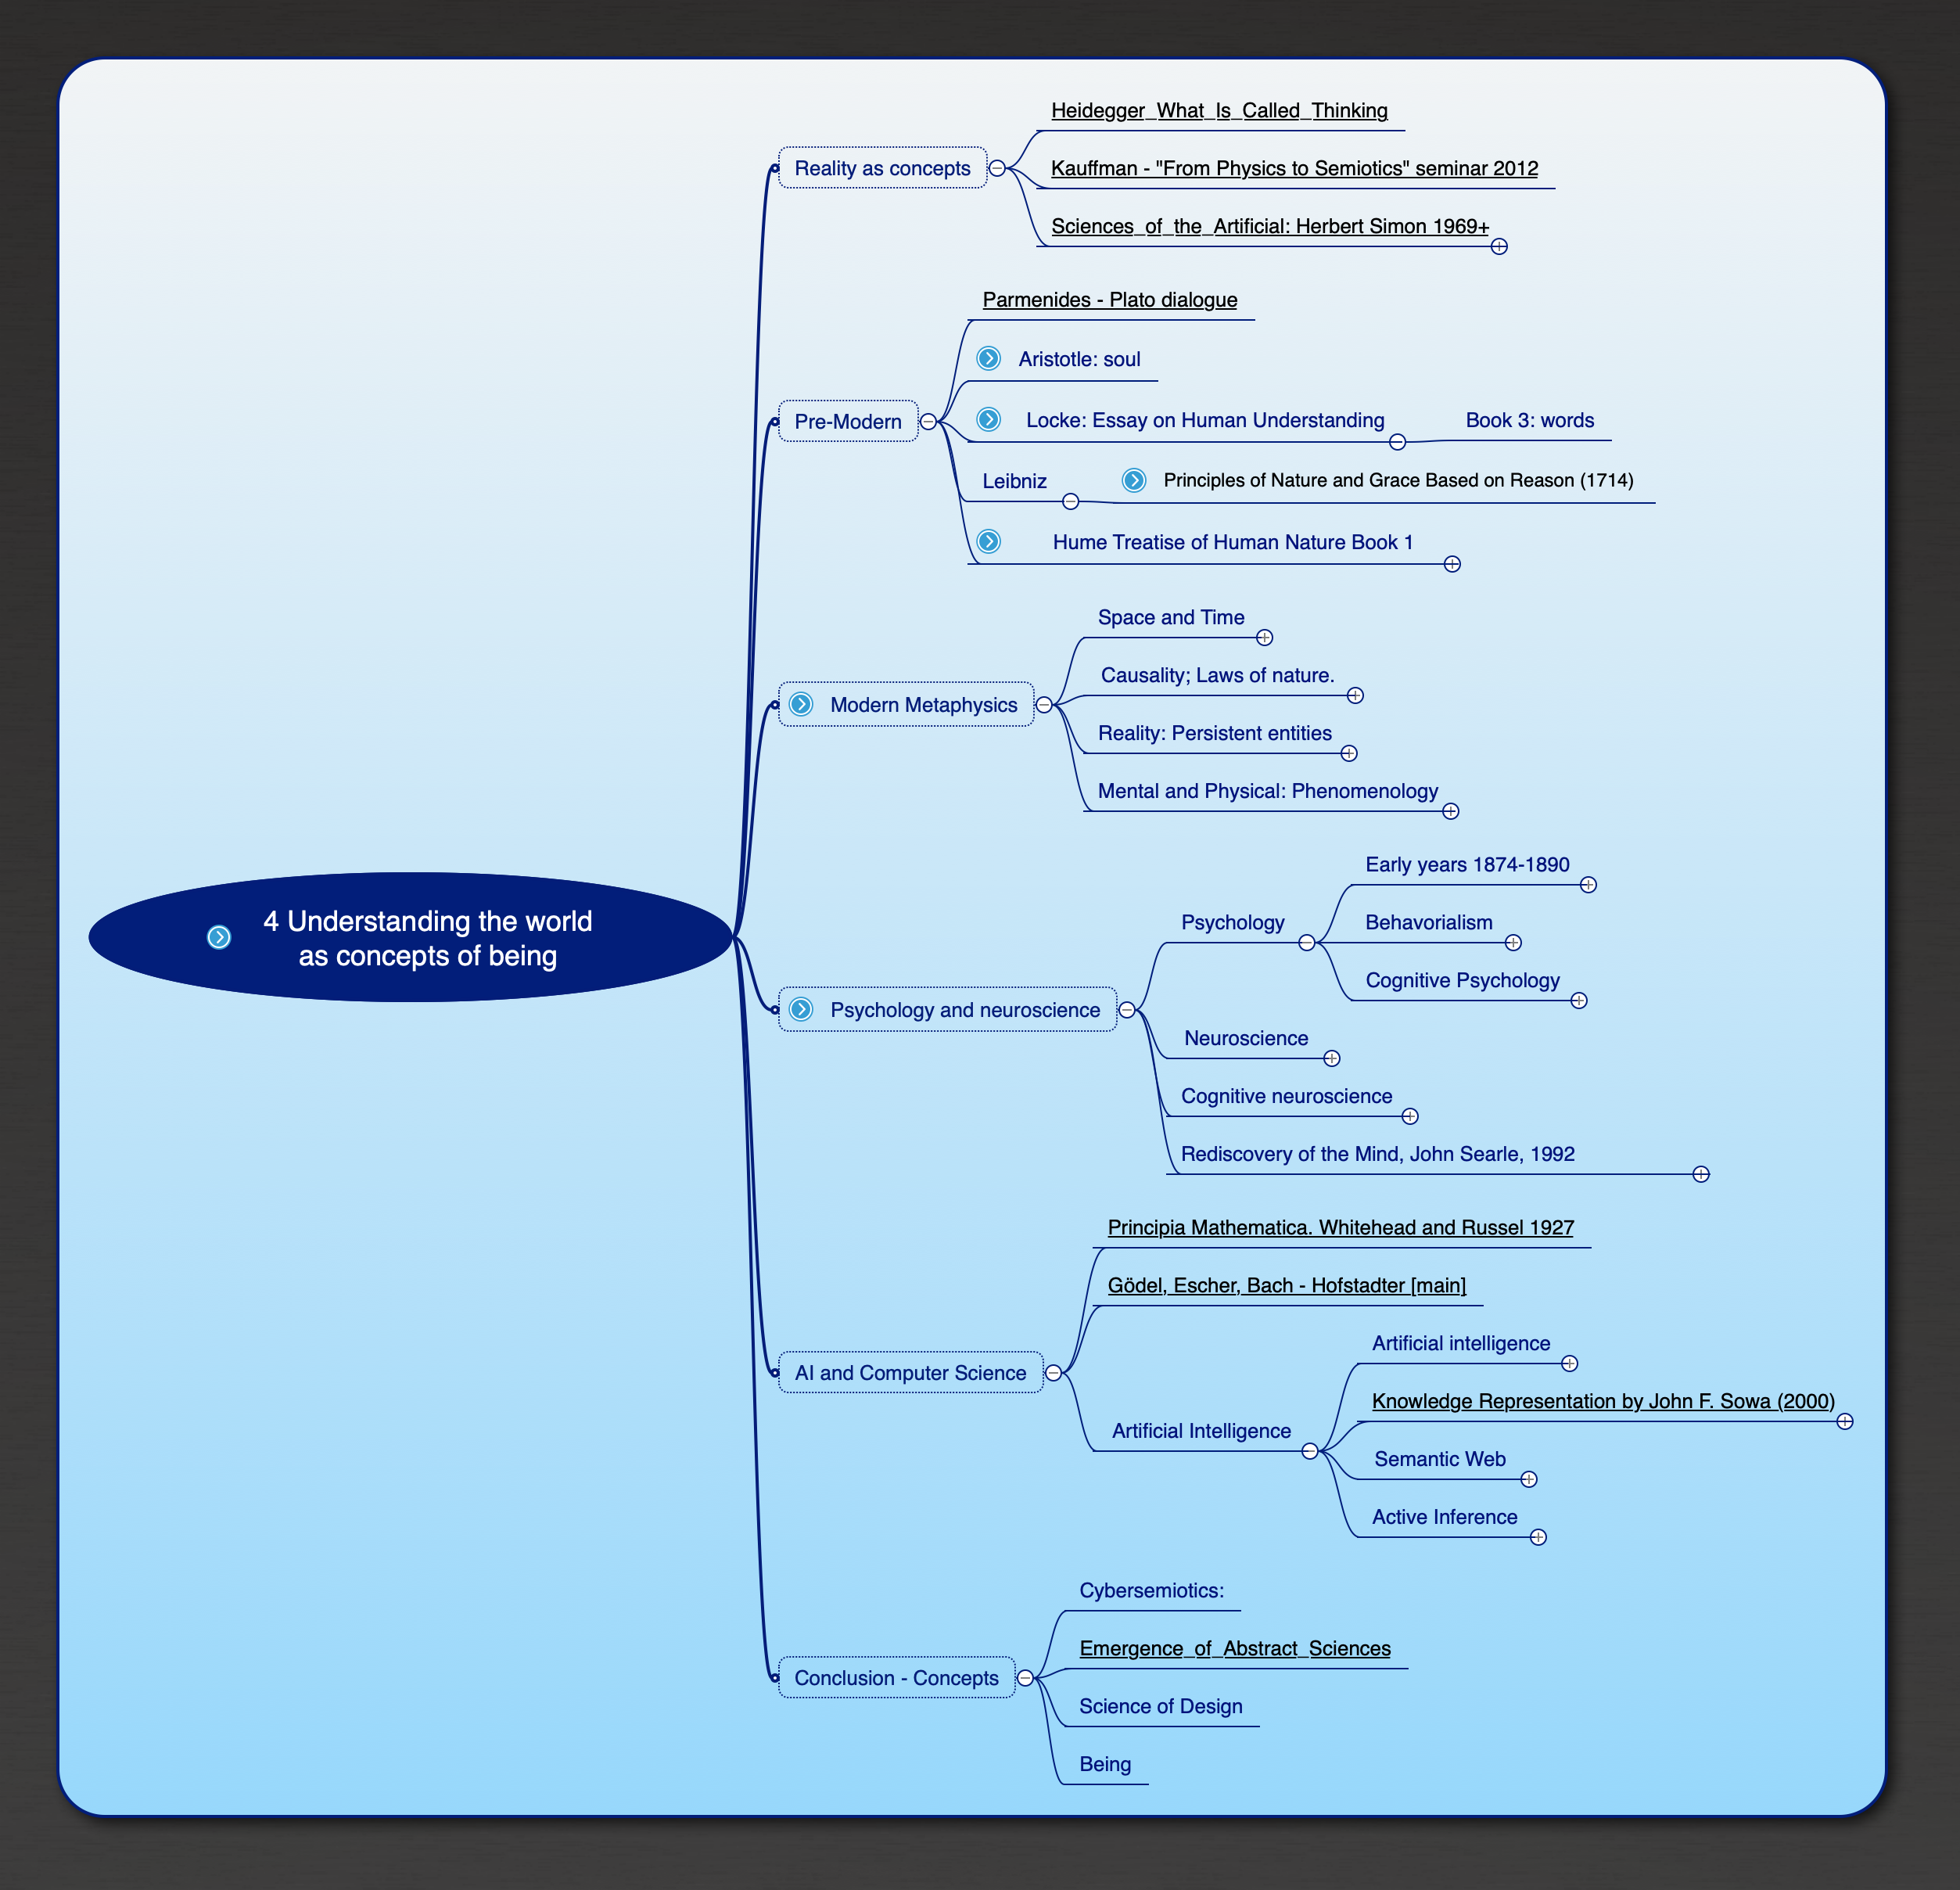 Heidegger_What_Is_Called_Thinking
Reality as concepts
Kauffman - "From Physics to Semiotics" seminar 2012
Sciences_of_the_Artificial: Herbert Simon 1969+
Parmenides - Plato dialogue
Aristotle: soul
Pre-Modern
Locke: Essay on Human Understanding
Book 3: words
Leibniz
Principles of Nature and Grace Based on Reason (1714)
Hume Treatise of Human Nature Book 1
Space and Time
Causality; Laws of nature.
Modern Metaphysics
Reality: Persistent entities
Mental and Physical: Phenomenology
4 Understanding the world
as concepts of being
Early years 1874-1890
Psychology
Behavorialism
Cognitive Psychology
Psychology and neuroscience
Neuroscience
Cognitive neuroscience
Rediscovery of the Mind, John Searle, 1992
Principia Mathematica. Whitehead and Russel 1927
Gödel, Escher, Bach - Hofstadter [main]
AI and Computer Science
Artificial Intelligence
Artificial intelligence
Knowledge Representation by John F. Sowa (2000)
Semantic Web
Active Inference
Cybersemiotics:
Emergence_of_Abstract_Sciences
Conclusion - Concepts
Science of Design
Being